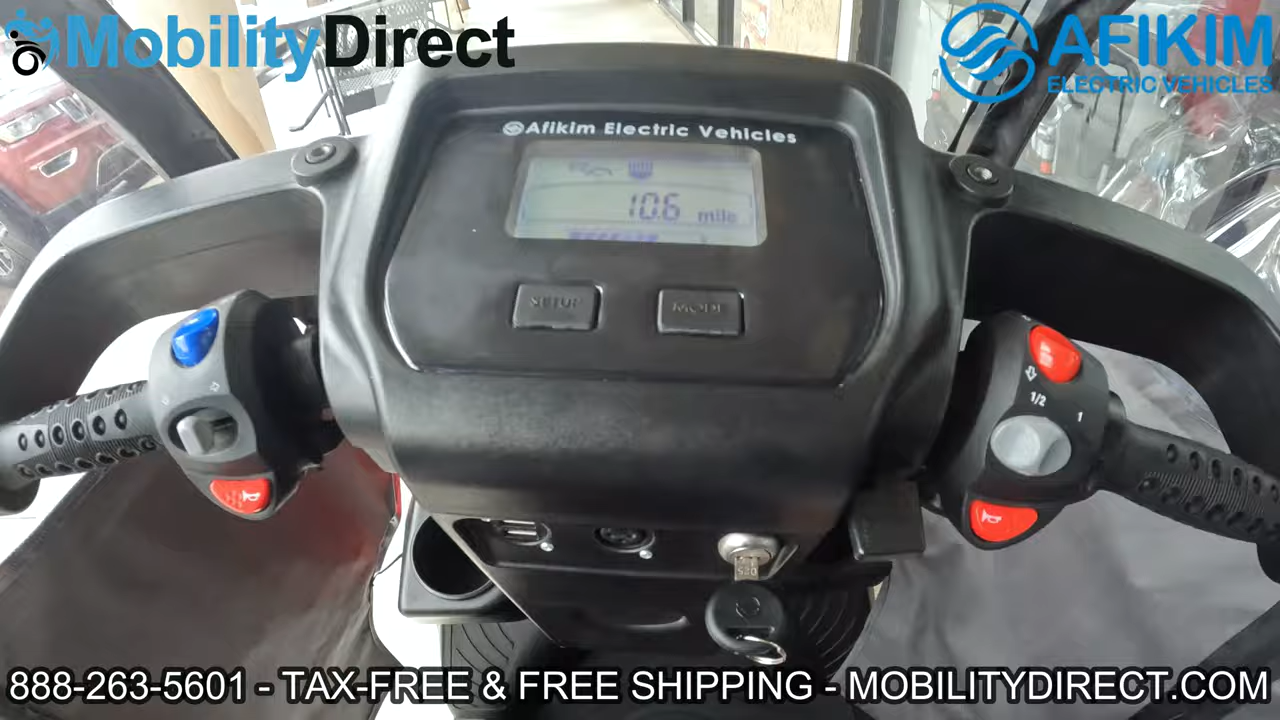 MobilityDirect
AFIKIM
ELECTRIC VEHICLES
Afikim Electric Vehicles
10.6 mile
SETUP
MODE
1/2
1
520
888-263-5601 - TAX-FREE & FREE SHIPPING - MOBILITYDIRECT.COM